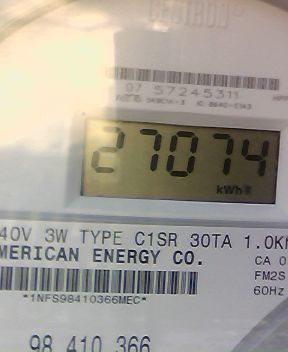 CENTRON®
07 57245311
27074
kWh
40V 3W TYPE C1SR 30TA 1.0K
MERICAN ENERGY CO.
CA 0
FM2S
60Hz
*1NFS98410366MEC*
98 410 366